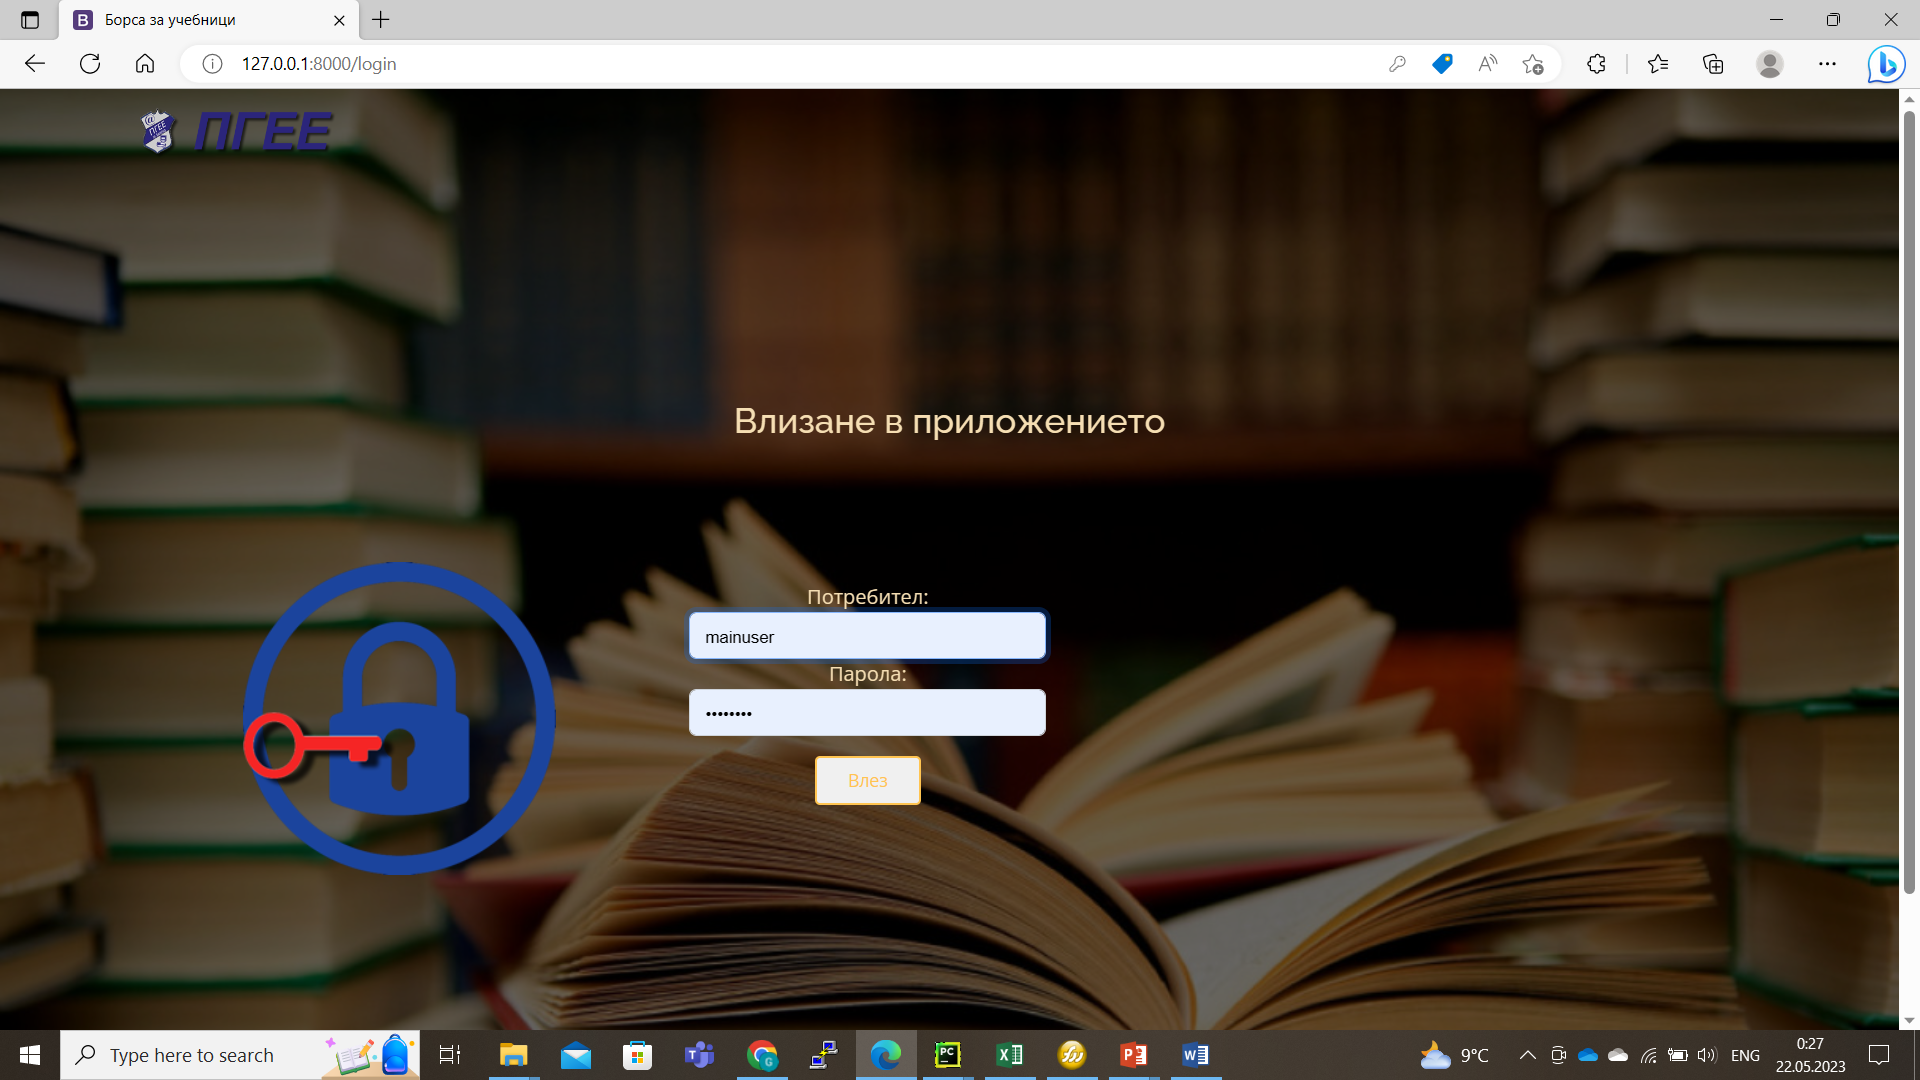 Борса за учебници
127.0.0.1:8000/login
ПГЕЕ
Влизане в приложението
Потребител:
mainuser
Парола:
••••••••
Влез
Type here to search
9°C
ENG
0:27
22.05.2023